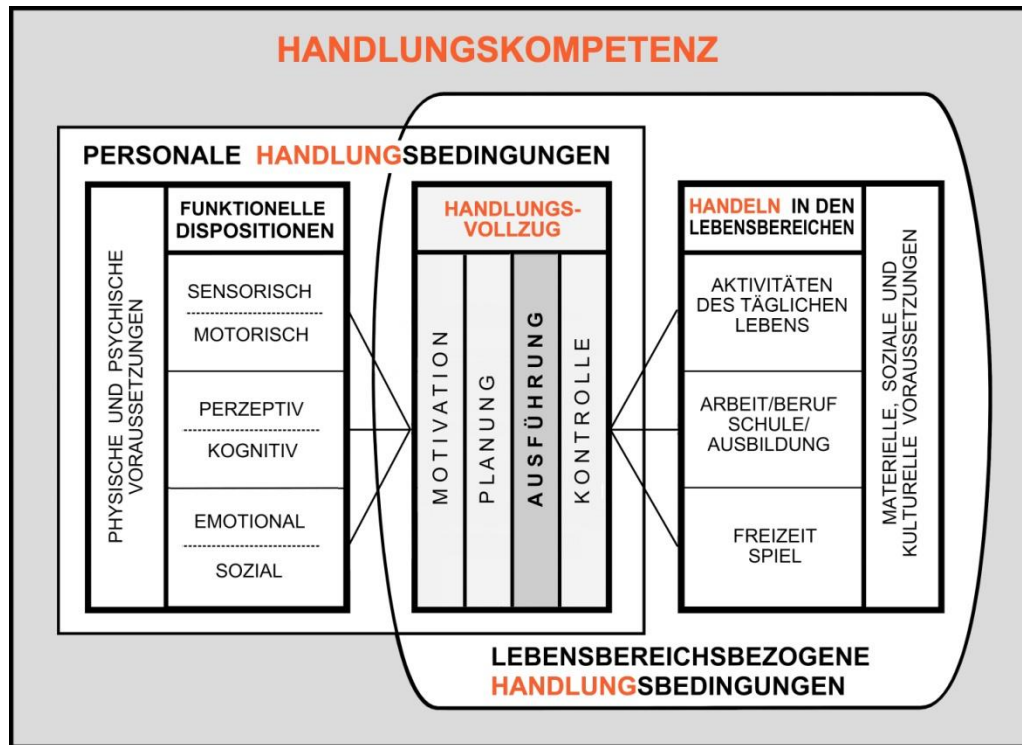 HANDLUNGSKOMPETENZ
PERSONALE HANDLUNGSBEDINGUNGEN
PHYSISCHE UND PSYCHISCHE
VORAUSSETZUNGEN
FUNKTIONELLE
DISPOSITIONEN
SENSORISCH
MOTORISCH
PERZEPTIV
KOGNITIV
EMOTIONAL
SOZIAL
HANDLUNGS-
VOLLZUG
MOTIVATION
PLANUNG
AUSFÜHRUNG
KONTROLLE
HANDELN IN DEN
LEBENSBEREICHEN
AKTIVITÄTEN
DES TÄGLICHEN
LEBENS
ARBEIT/BERUF
SCHULE/
AUSBILDUNG
FREIZEIT
SPIEL
MATERIELLE, SOZIALE UND
KULTURELLE VORAUSSETZUNGEN
LEBENSBEREICHSBEZOGENE
HANDLUNGSBEDINGUNGEN